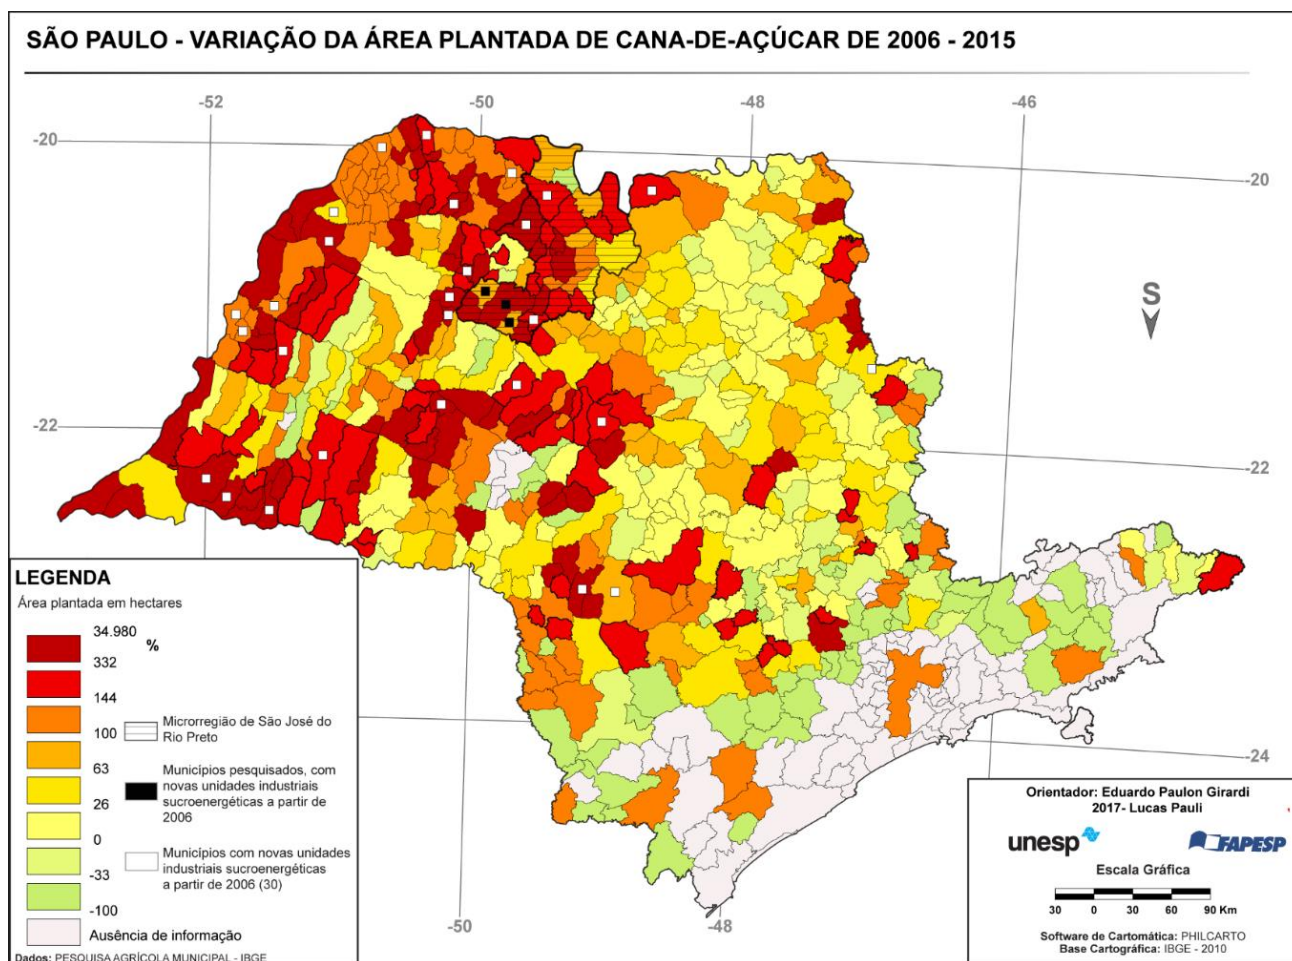 SÃO PAULO - VARIAÇÃO DA ÁREA PLANTADA DE CANA-DE-AÇÚCAR DE 2006 - 2015
-52
-50
-48
-46
-20
-20
S
-22
-22
-24
-50
-48
LEGENDA
Área plantada em hectares
34.980
%
332
144
100
63
26
0
-33
-100
Ausência de informação
Microrregião de São José do
Rio Preto
Municípios pesquisados, com
novas unidades industriais
sucroenergéticas a partir de
2006
Municípios com novas unidades
industriais sucroenergéticas
a partir de 2006 (30)
Dados: PESQUISA AGRÍCOLA MUNICIPAL - IBGE
Orientador: Eduardo Paulon Girardi
2017- Lucas Pauli
unesp
FAPESP
Escala Gráfica
30 0 30 60 90 Km
Software de Cartomática: PHILCARTO
Base Cartográfica: IBGE - 2010